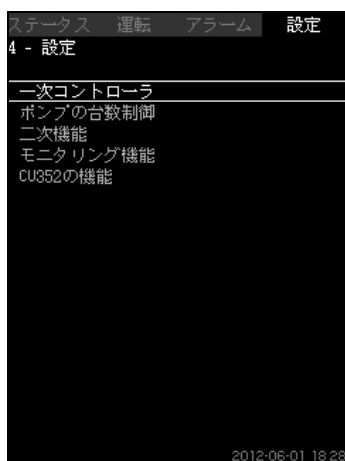 ステータス 運転 アラーム 設定
4 - 設定
一次コントローラ
ポンプの台数制御
二次機能
モニタリング機能
CU352の機能
2012-06-01 18:28